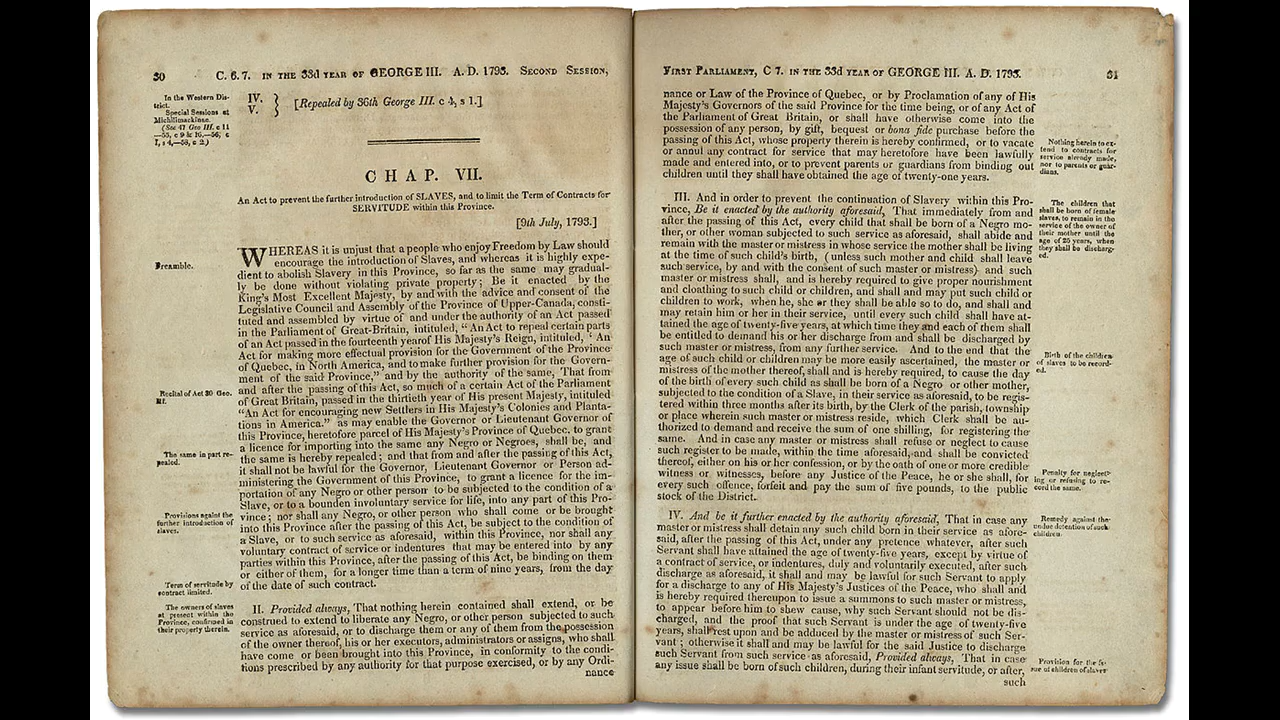 30 C. 6. 7. IN THE 33d YEAR OF GEORGE III. A. D. 1793. SECOND SESSION,
In the Western Dis-
trict.
Special Sessions at
Michilimackinac.
(See 47 Geo III. c 11
IV.
V.
[Repealed by 36th George III. c 4, s 1.]
CHAP. VII.
An Act to prevent the further introduction of SLAVES, and to limit the Term of Contracts for
SERVITUDE within this Province.
[9th July, 1793.]
Preamble.
WHEREAS it is unjust that a people who enjoy Freedom by Law should
encourage the introduction of Slaves, and whereas it is highly expe-
dient to abolish Slavery in this Province, so far as the same may gradual-
ly be done without violating private property; Be it enacted by the
King's Most Excellent Majesty, by and with the advice and consent of the
Legislative Council and Assembly of the Province of Upper-Canada, consti-
tuted and assembled by virtue of and under the authority of an Act passed
in the Parliament of Great-Britain, intituled, "An Act to repeal certain parts
of an Act passed in the fourteenth year of His Majesty's Reign, intituled, 'An
Act for making more effectual provision for the Government of the Province
of Quebec, in North America, and to make further provision for the Govern-
ment of the said Province," and by the authority of the same, That from
Recital of Act 30 Geo.
III.
and after the passing of this Act, so much of a certain Act of the Parliament
of Great Britain, passed in the thirtieth year of His present Majesty, intituled
"An Act for encouraging new Settlers in His Majesty's Colonies and Planta-
tions in America." as may enable the Governor or Lieutenant Governor of
this Province, heretofore parcel of His Majesty's Province of Quebec, to grant
a licence for importing into the same any Negro or Negroes, shall be, and
The same in part re-
pealed.
the same is hereby repealed; and that from and after the passing of this Act,
it shall not be lawful for the Governor, Lieutenant Governor or Person ad-
ministering the Government of this Province, to grant a licence for the im-
portation of any Negro or other person to be subjected to the condition of a
Slave, or to a bounden involuntary service for life, into any part of this Pro-
Provisions against the
further introduction of
slaves.
vince; nor shall any Negro, or other person who shall come or be brought
into this Province after the passing of this Act, be subject to the condition of
a Slave, or to such service as aforesaid, within this Province, nor shall any
voluntary contract of service or indentures that may be entered into by any
parties within this Province, after the passing of this Act, be binding on them
or either of them, for a longer time than a term of nine years, from the day
Term of servitude by
contract limited.
of the date of such contract.
The owners of slaves
at present within the
Province, confirmed in
their property therein.
II. Provided always, That nothing herein contained shall extend, or be
construed to extend to liberate any Negro, or other person subjected to such
service as aforesaid, or to discharge them or any of them from the possession
of the owner thereof, his or her executors, administrators or assigns, who shall
have come or been brought into this Province, in conformity to the condi-
tions prescribed by any authority for that purpose exercised, or by any Ordi-
nance
FIRST PARLIAMENT, C 7. IN THE 33d YEAR OF GEORGE III. A. D. 1793. 31
nance or Law of the Province of Quebec, or by Proclamation of any of His
Majesty's Governors of the said Province for the time being, or of any Act of
the Parliament of Great Britain, or shall have otherwise come into the
possession of any person, by gift, bequest or bona fide purchase before the
passing of this Act, whose property therein is hereby confirmed, or to vacate
or annul any contract for service that may heretofore have been lawfully
made and entered into, or to prevent parents or guardians from binding out
children until they shall have obtained the age of twenty-one years.
Nothing herein to ex-
tend to contracts for
service already made,
nor to parents or guar-
dians.
III. And in order to prevent the continuation of Slavery within this Pro-
vince, Be it enacted by the authority aforesaid, That immediately from and
after the passing of this Act, every child that shall be born of a Negro mo-
ther, or other woman subjected to such service as aforesaid, shall abide and
remain with the master or mistress in whose service the mother shall be living
at the time of such child's birth, (unless such mother and child shall leave
such service, by and with the consent of such master or mistress) and such
master or mistress shall, and is hereby required to give proper nourishment
and cloathing to such child or children, and shall and may put such child or
children to work, when he, she or they shall be able so to do, and shall and
may retain him or her in their service, until every such child shall have at-
tained the age of twenty-five years, at which time they and each of them shall
be entitled to demand his or her discharge from and shall be discharged by
such master or mistress, from any further service. And to the end that the
age of such child or children may be more easily ascertained, the master or
mistress of the mother thereof, shall and is hereby required, to cause the day
of the birth of every such child as shall be born of a Negro or other mother,
subjected to the condition of a Slave, in their service as aforesaid, to be regis-
tered within three months after its birth, by the Clerk of the parish, township
or place wherein such master or mistress reside, which Clerk shall be au-
thorized to demand and receive the sum of one shilling, for registering the
same. And in case any master or mistress shall refuse or neglect to cause
such register to be made, within the time aforesaid, and shall be convicted
thereof, either on his or her confession, or by the oath of one or more credible
witness or witnesses, before any Justice of the Peace, he or she shall, for
every such offence, forfeit and pay the sum of five pounds, to the public
stock of the District.
The children that
shall be born of female
slaves, to remain in the
service of the owner of
their mother until the
age of 25 years, when
they shall be discharg-
ed.
Birth of the children
of slaves to be record-
ed.
Penalty for neglect-
ing or refusing to re-
cord the same.
IV. And be it further enacted by the authority aforesaid, That in case any
master or mistress shall detain any such child born in their service as afore-
said, after the passing of this Act, under any pretence whatever, after such
Servant shall have attained the age of twenty-five years, except by virtue of
a contract of service, or indentures, duly and voluntarily executed, after such
discharge as aforesaid, it shall and may be lawful for such Servant to apply
for a discharge to any of His Majesty's Justices of the Peace, who shall and
is hereby required thereupon to issue a summons to such master or mistress,
to appear before him to shew cause, why such Servant should not be dis-
charged, and the proof that such Servant is under the age of twenty-five
years, shall rest upon and be adduced by the master or mistress of such Ser-
vant; otherwise it shall and may be lawful for the said Justice to discharge
such Servant from such service as aforesaid, Provided always, That in case
any issue shall be born of such children, during their infant servitude, or after,
such
Remedy against the
undue detention of such
children.
Provision for the is-
sue of children of slaves